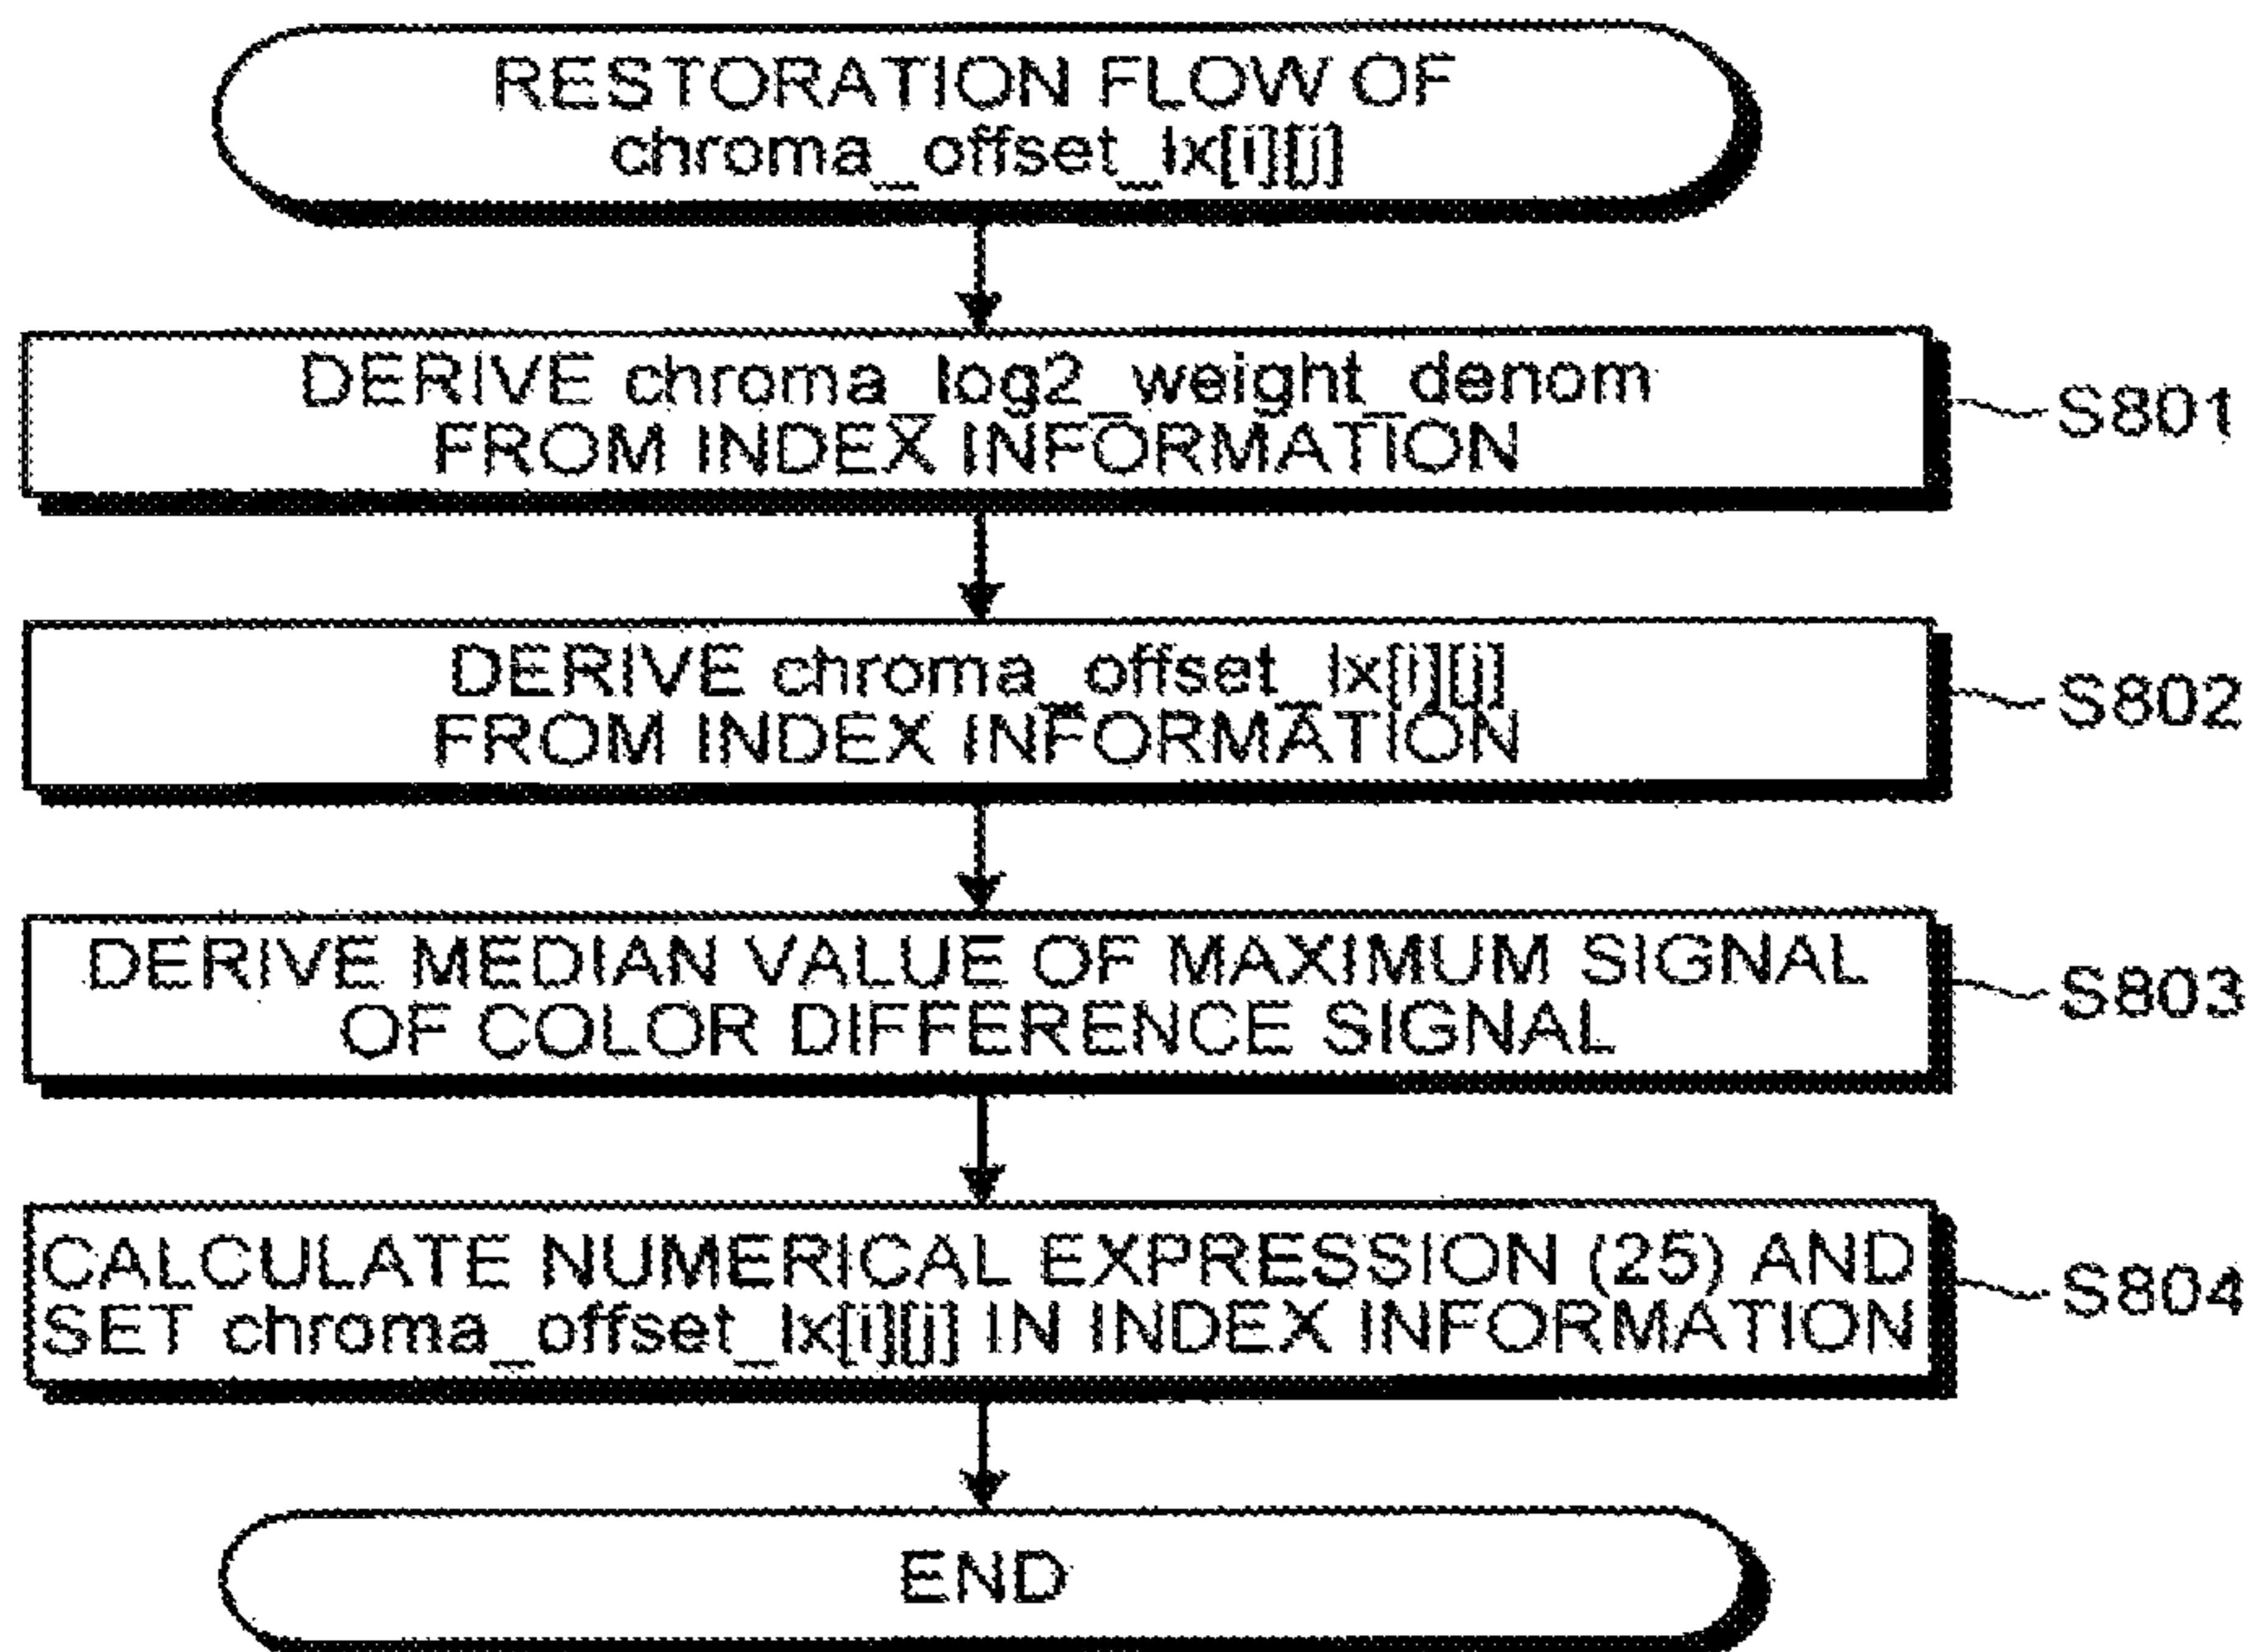 RESTORATION FLOW OF
chroma_offset_lx[i][j]
DERIVE chroma_log2_weight_denom
FROM INDEX INFORMATION
S801
DERIVE chroma_offset_lx[i][j]
FROM INDEX INFORMATION
S802
DERIVE MEDIAN VALUE OF MAXIMUM SIGNAL
OF COLOR DIFFERENCE SIGNAL
S803
CALCULATE NUMERICAL EXPRESSION (25) AND
SET chroma_offset_lx[i][j] IN INDEX INFORMATION
S804
END